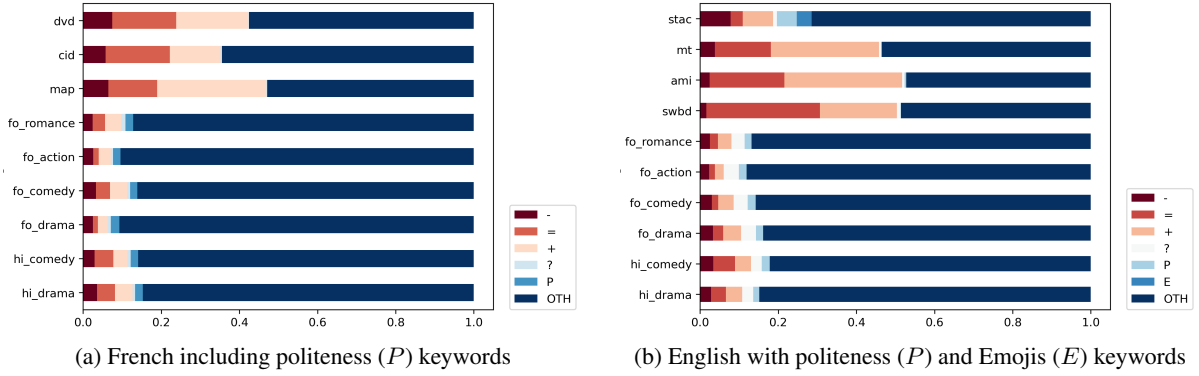 dvd
cid
map
fo_romance
fo_action
fo_comedy
fo_drama
hi_comedy
hi_drama
0.0 0.2 0.4 0.6 0.8 1.0
-
=
+
?
P
OTH
(a) French including politeness (P) keywords
stac
mt
ami
swbd
fo_romance
fo_action
fo_comedy
fo_drama
hi_comedy
hi_drama
0.0 0.2 0.4 0.6 0.8 1.0
-
=
+
?
P
E
OTH
(b) English with politeness (P) and Emojis (E) keywords